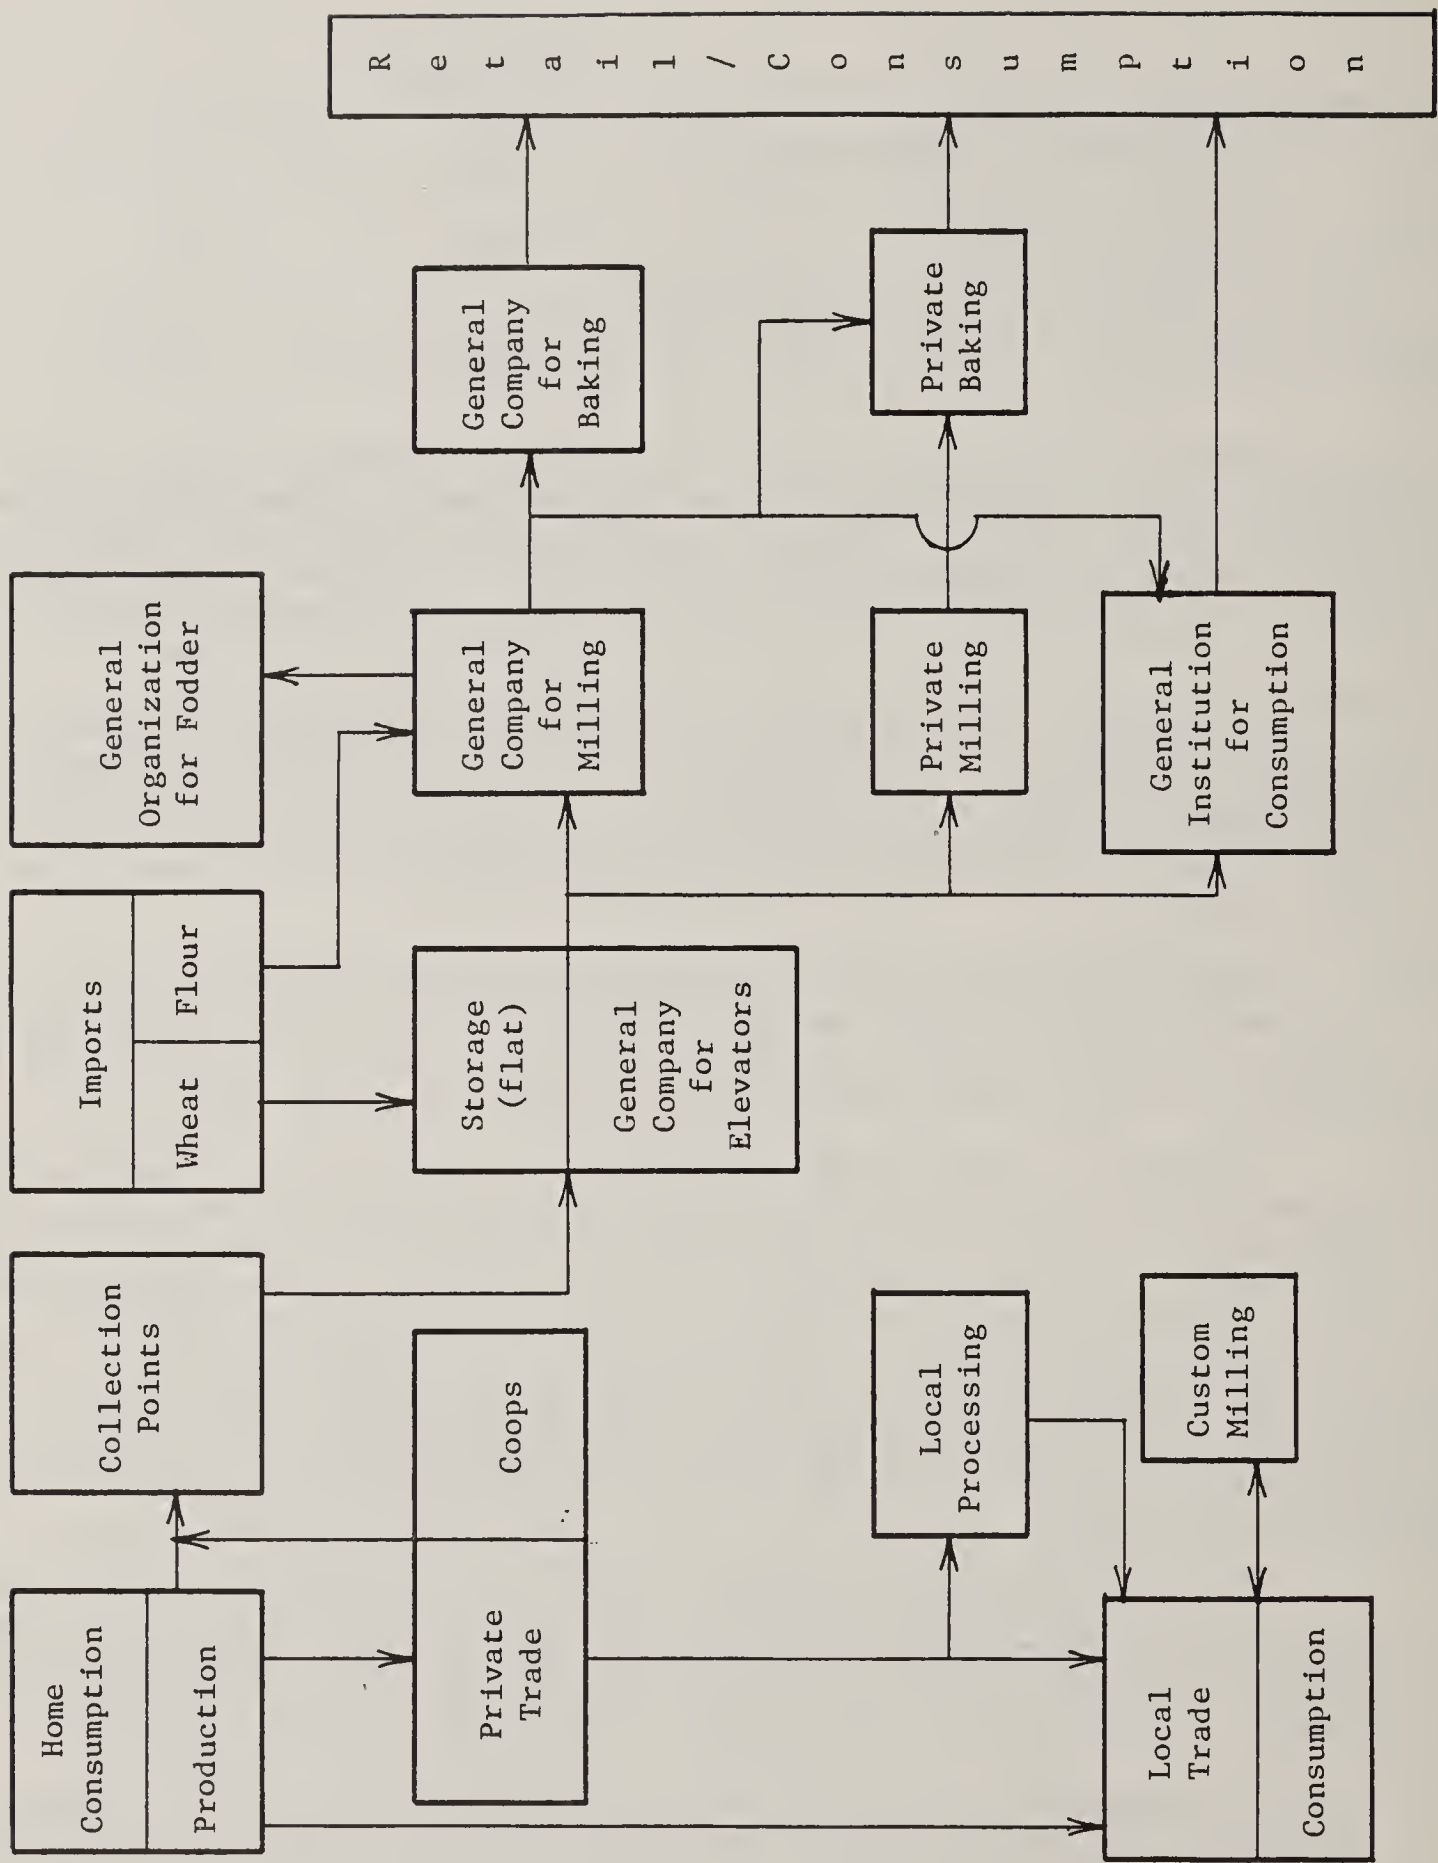 Home
Consumption
Production
Collection
Points
Imports
Wheat
Flour
General
Organization
for Fodder
Private
Trade
Coops
Storage
(flat)
General
Company
for
Elevators
General
Company
for
Milling
General
Company
for
Baking
Local
Processing
Private
Milling
Private
Baking
Local
Trade
Consumption
Custom
Milling
General
Institution
for
Consumption
Retail/Consumption